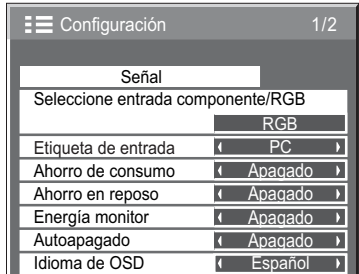 Configuración 1/2
Señal
Seleccione entrada componente/RGB
RGB
Etiqueta de entrada PC
Ahorro de consumo Apagado
Ahorro en reposo Apagado
Energía monitor Apagado
Autoapagado Apagado
Idioma de OSD Español